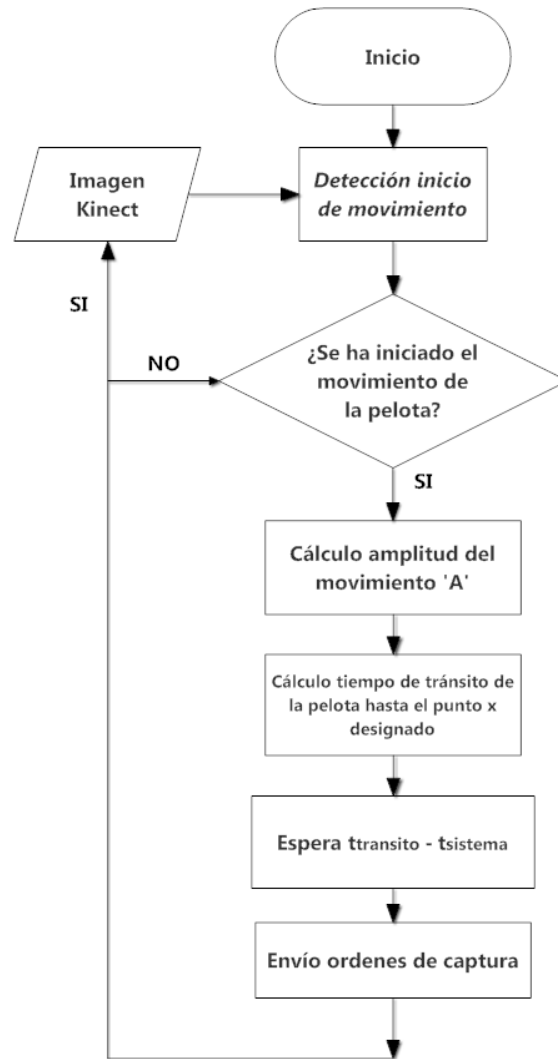 Inicio
Imagen
Kinect
Detección inicio
de movimiento
SI
NO
¿Se ha iniciado el
movimiento de
la pelota?
SI
Cálculo amplitud del
movimiento 'A'
Cálculo tiempo de tránsito de
la pelota hasta el punto x
designado
Espera ttransito - tsistema
Envío ordenes de captura